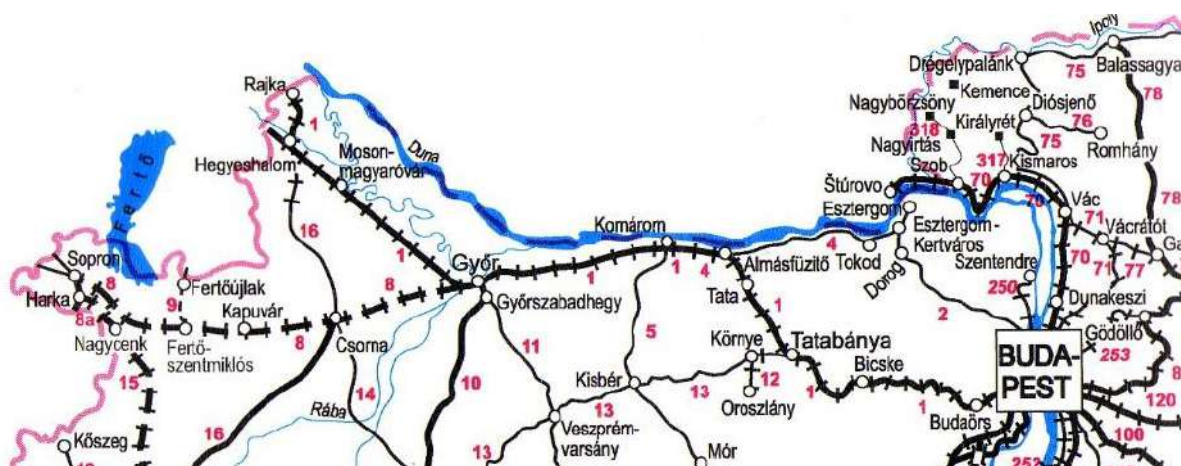 Ipoly
Drégelypalánk
75
Balassagya
Rajka
Kemence
78
Nagybörzsöny
Diósjenő
1
Királyrét
76
318
75
Duna
Nagyirtás
Romhány
Moson-
magyaróvár
Hegyeshalom
Szob
317
Kismaros
70
Fertő
Štúrovo
70
Vác
78
Esztergom
71
Vácrátót
Komárom
Esztergom-
Kertváros
16
4
Ga
1
Győr
1
1
4
Almásfüzitő
Tokod
70
71
77
Sopron
Szentendre
8
Fertőújlak
8
Dorog
Harka
Győrszabadhegy
Tata
250
Dunakeszi
9
Kapuvár
1
8a
5
2
Gödöllő
Nagycenk
Fertő-
szentmiklós
8
Csorna
11
Környe
Tatabánya
BUDA-
PEST
253
15
10
Kisbér
13
12
Bicske
8
14
Oroszlány
1
120
Rába
13
1
Budaörs
16
Veszprém-
varsány
100
Kőszeg
13
Mór